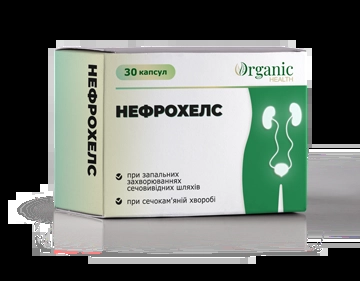 30 капсул
Organic
HEALTH
НЕФРОХЕЛС
при запальних
захворюваннях
сечовивідних шляхів
при сечокам'яній хворобі
НЕФРОХЕЛС